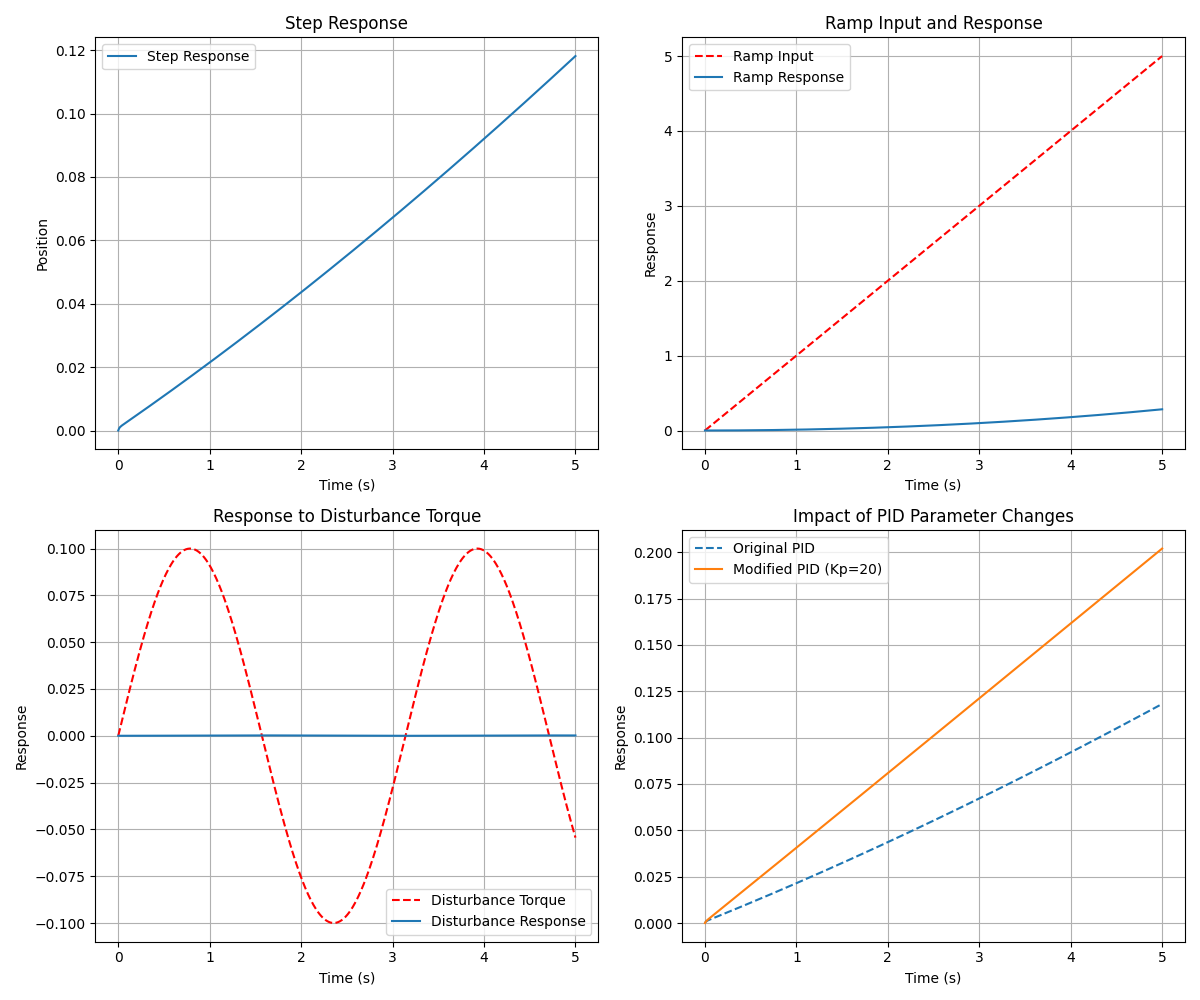 Step Response
Step Response
0.12
0.10
0.08
0.06
0.04
0.02
0.00
Position
0 1 2 3 4 5
Time (s)
Ramp Input and Response
Ramp Input
Ramp Response
5
4
3
2
1
0
Response
0 1 2 3 4 5
Time (s)
Response to Disturbance Torque
0.100
0.075
0.050
0.025
0.000
−0.025
−0.050
−0.075
−0.100
Response
Disturbance Torque
Disturbance Response
0 1 2 3 4 5
Time (s)
Impact of PID Parameter Changes
Original PID
Modified PID (Kp=20)
0.200
0.175
0.150
0.125
0.100
0.075
0.050
0.025
0.000
Response
0 1 2 3 4 5
Time (s)